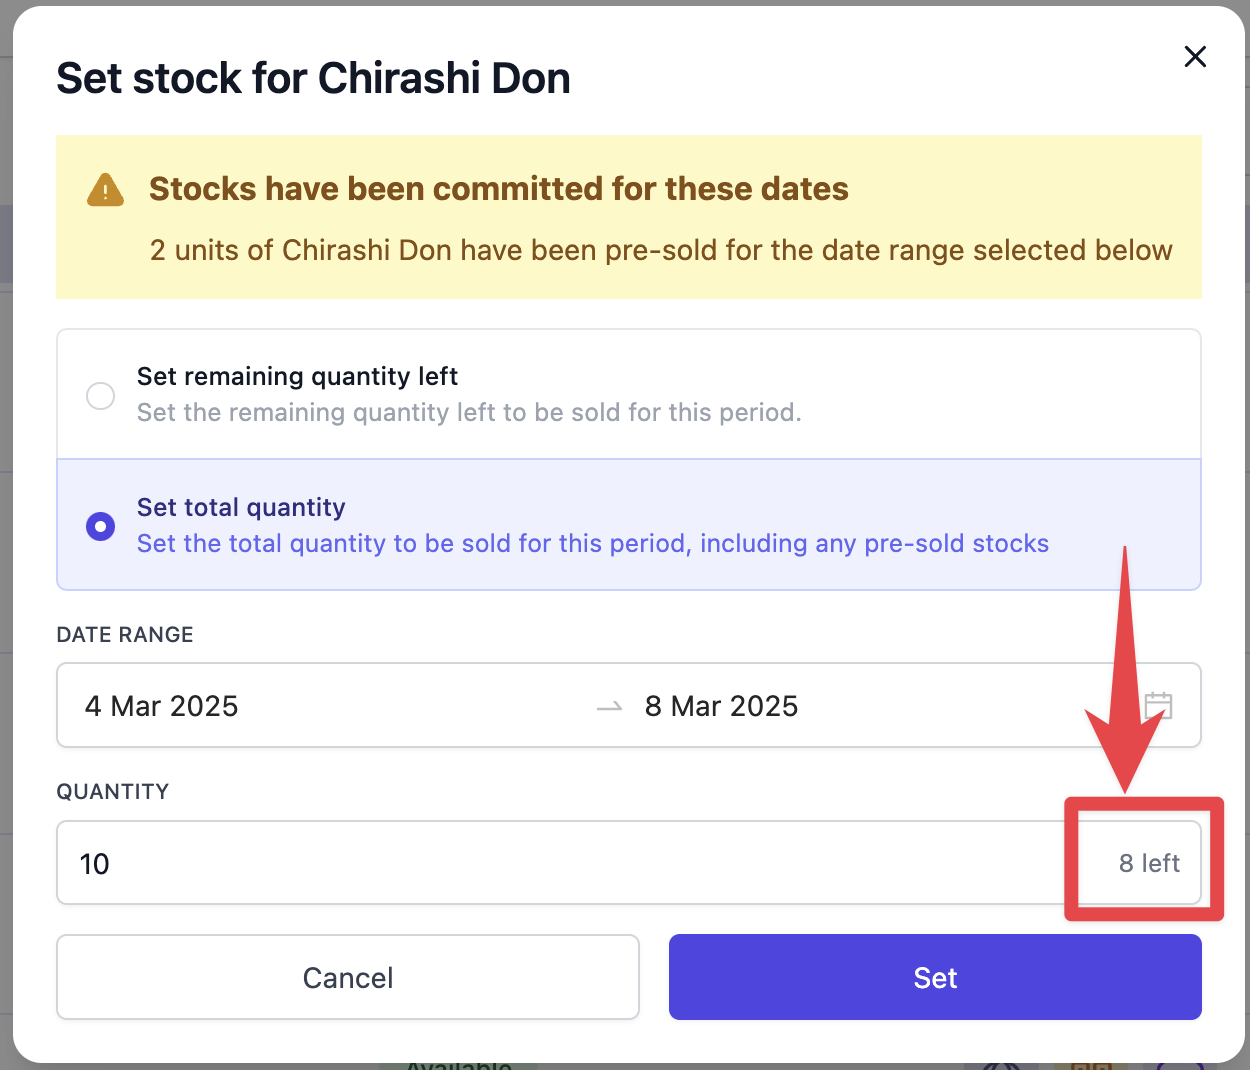 Set stock for Chirashi Don
Stocks have been committed for these dates
2 units of Chirashi Don have been pre-sold for the date range selected below
Set remaining quantity left
Set the remaining quantity left to be sold for this period.
Set total quantity
Set the total quantity to be sold for this period, including any pre-sold stocks
DATE RANGE
4 Mar 2025 → 8 Mar 2025
QUANTITY
10 8 left
Cancel Set
Available